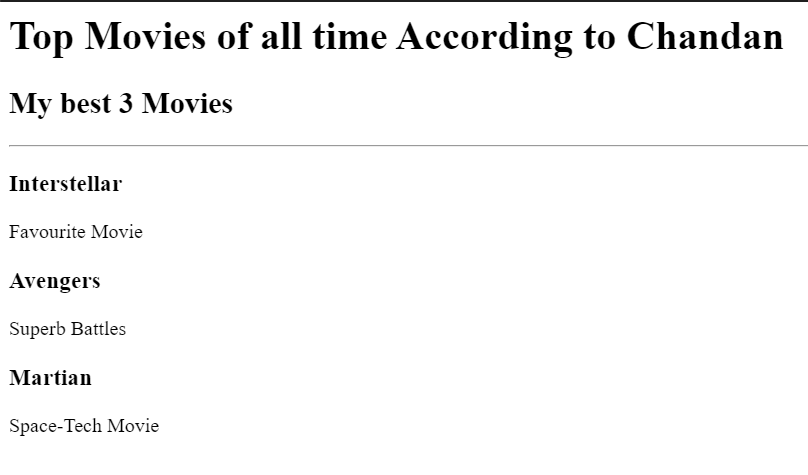 Top Movies of all time According to Chandan
My best 3 Movies
Interstellar
Favourite Movie
Avengers
Superb Battles
Martian
Space-Tech Movie